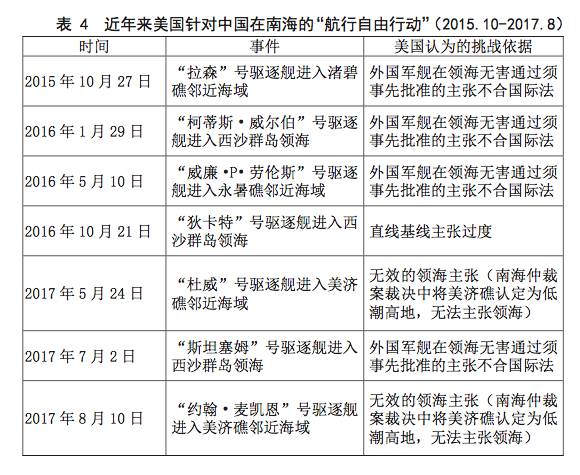 表 4 近年来美国针对中国在南海的“航行自由行动”(2015.10-2017.8)
时间 事件 美国认为的挑战依据
2015 年 10 月 27 日
“拉森”号驱逐舰进入渚碧
礁邻近海域
外国军舰在领海无害通过须
事先批准的主张不合国际法
2016 年 1 月 29 日
“柯蒂斯·威尔伯”号驱逐
舰进入西沙群岛领海
外国军舰在领海无害通过须
事先批准的主张不合国际法
2016 年 5 月 10 日
“威廉·P·劳伦斯”号驱逐
舰进入永暑礁邻近海域
外国军舰在领海无害通过须
事先批准的主张不合国际法
2016 年 10 月 21 日
“狄卡特”号驱逐舰进入西
沙群岛领海
直线基线主张过度
2017 年 5 月 24 日
“杜威”号驱逐舰进入美济
礁邻近海域
无效的领海主张（南海仲裁
案裁决中将美济礁认定为低
潮高地，无法主张领海）
2017 年 7 月 2 日
“斯坦塞姆”号驱逐舰进入
西沙群岛领海
外国军舰在领海无害通过须
事先批准的主张不合国际法
2017 年 8 月 10 日
“约翰·麦凯恩”号驱逐舰
进入美济礁邻近海域
无效的领海主张（南海仲裁
案裁决中将美济礁认定为低
潮高地，无法主张领海）